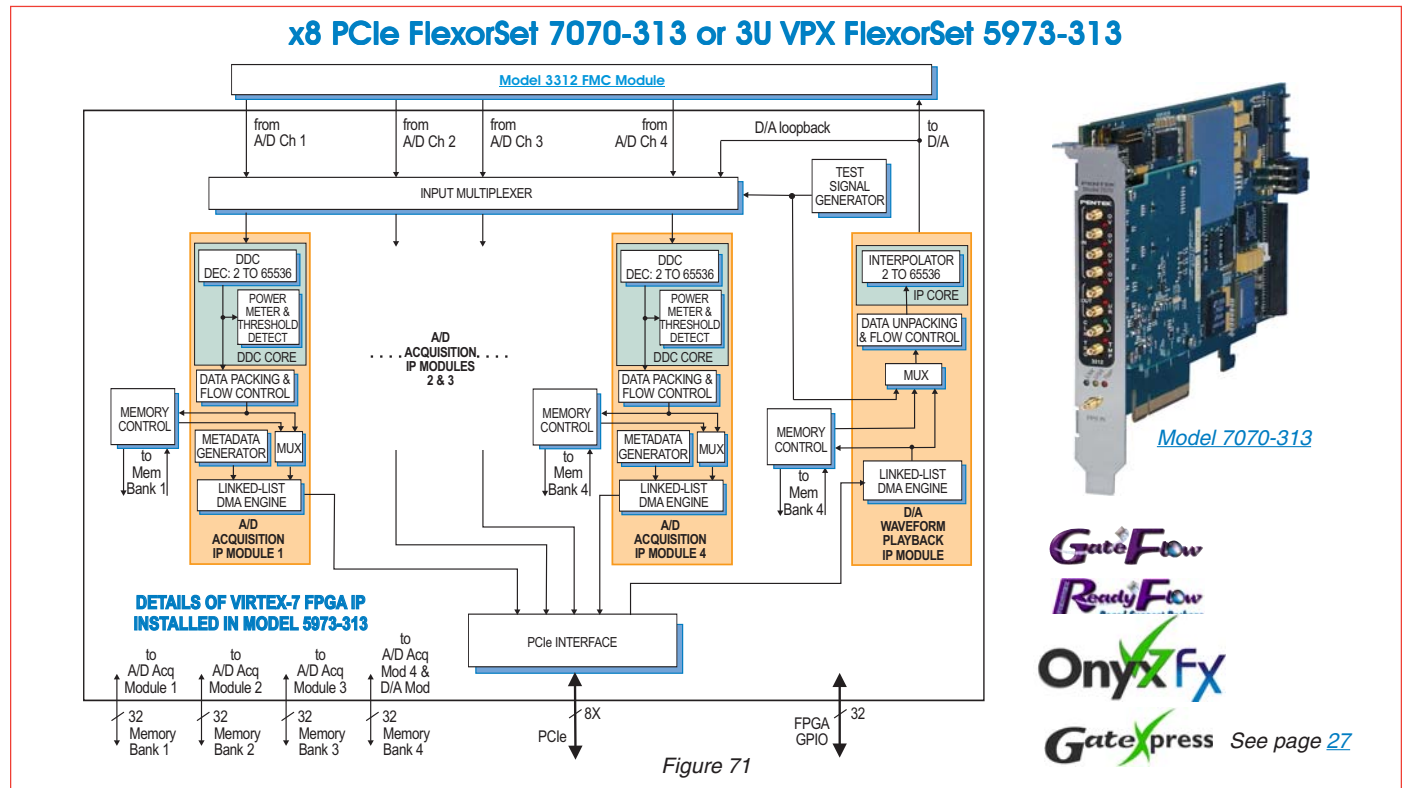 x8 PCIe FlexorSet 7070-313 or 3U VPX FlexorSet 5973-313
Model 3312 FMC Module
from
A/D Ch 1
from
A/D Ch 2
from
A/D Ch 3
from
A/D Ch 4
D/A loopback
to
D/A
INPUT MULTIPLEXER
TEST
SIGNAL
GENERATOR
DDC
DEC: 2 TO 65536
POWER
METER &
THRESHOLD
DETECT
DDC CORE
DATA PACKING &
FLOW CONTROL
MEMORY
CONTROL
METADATA
GENERATOR
MUX
to
Mem
Bank 1
LINKED-LIST
DMA ENGINE
A/D
ACQUISITION
IP MODULE 1
A/D
. . . . ACQUISITION. . . .
IP MODULES
2 & 3
DDC
DEC: 2 TO 65536
POWER
METER &
THRESHOLD
DETECT
DDC CORE
DATA PACKING &
FLOW CONTROL
MEMORY
CONTROL
METADATA
GENERATOR
MUX
to
Mem
Bank 4
LINKED-LIST
DMA ENGINE
A/D
ACQUISITION
IP MODULE 4
INTERPOLATOR
2 TO 65536
IP CORE
DATA UNPACKING
& FLOW CONTROL
MUX
MEMORY
CONTROL
to
Mem
Bank 4
LINKED-LIST
DMA ENGINE
D/A
WAVEFORM
PLAYBACK
IP MODULE
DETAILS OF VIRTEX-7 FPGA IP
INSTALLED IN MODEL 5973-313
PCIe INTERFACE
to
A/D Acq
Module 1
to
A/D Acq
Module 2
to
A/D Acq
Module 3
to
A/D Acq
Mod 4 &
D/A Mod
32
Memory
Bank 1
32
Memory
Bank 2
32
Memory
Bank 3
32
Memory
Bank 4
8X
PCIe
32
FPGA
GPIO
Figure 71
PENTEK
Model 7070
PENTEK
3312
Model 7070-313
GateFlow
ReadyFlow
Onyx7Fx
GateXpress
See page 27